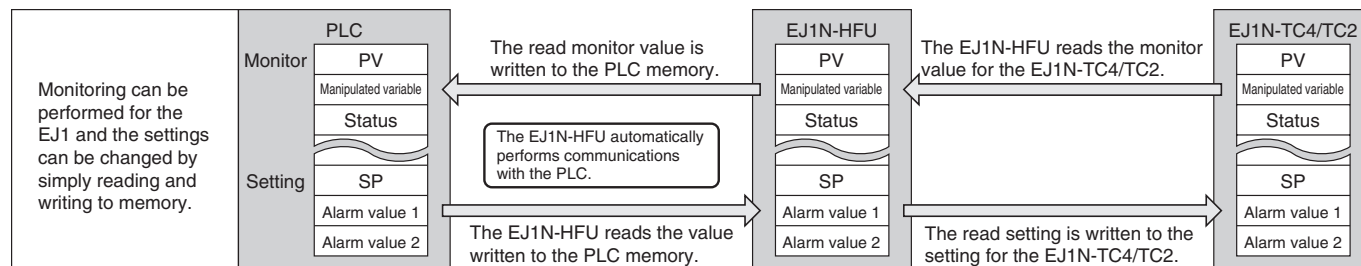 Monitoring can be
performed for the
EJ1 and the settings
can be changed by
simply reading and
writing to memory.
PLC
Monitor
PV
Manipulated variable
Status
Setting
SP
Alarm value 1
Alarm value 2
The read monitor value is
written to the PLC memory.
The EJ1N-HFU automatically
performs communications
with the PLC.
The EJ1N-HFU reads the value
written to the PLC memory.
EJ1N-HFU
PV
Manipulated variable
Status
SP
Alarm value 1
Alarm value 2
The EJ1N-HFU reads the monitor
value for the EJ1N-TC4/TC2.
The read setting is written to the
setting for the EJ1N-TC4/TC2.
EJ1N-TC4/TC2
PV
Manipulated variable
Status
SP
Alarm value 1
Alarm value 2